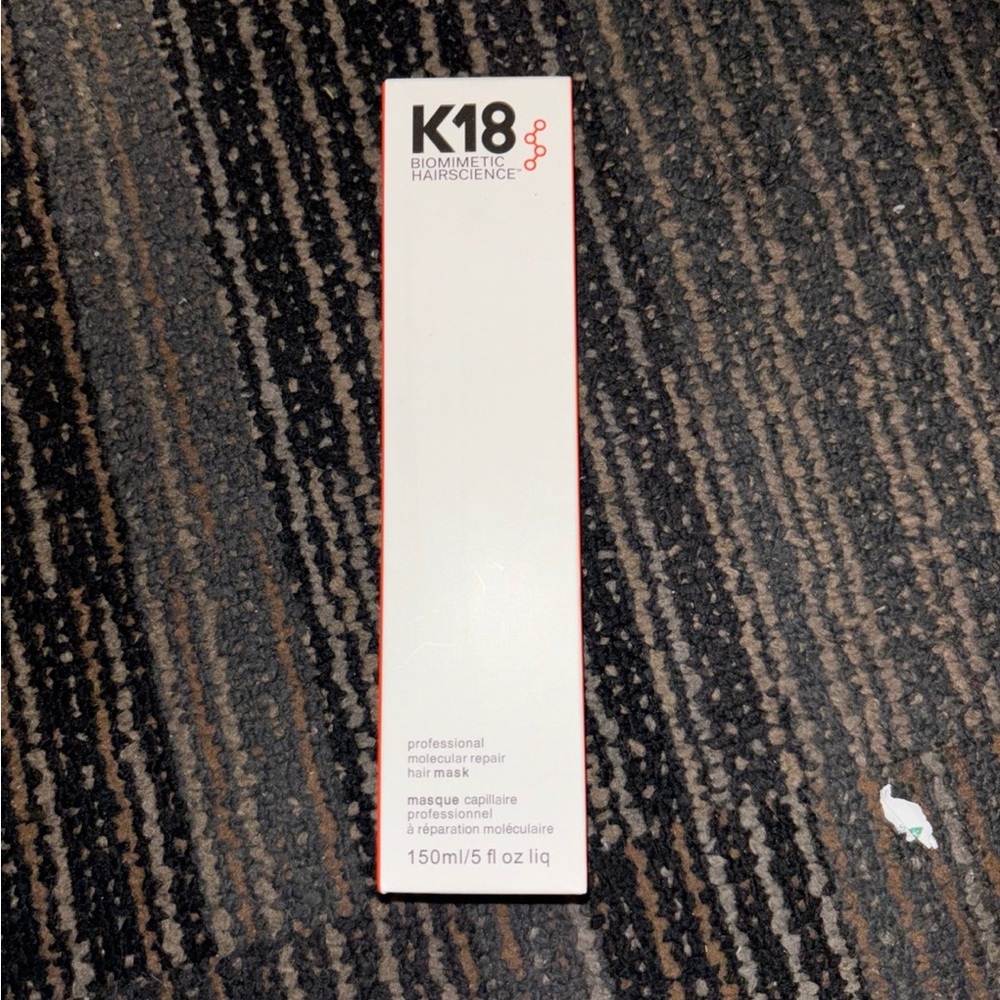 K18
BIOMIMETIC
HAIRSCIENCE™
professional
molecular repair
hair mask
masque capillaire
professionnel
à réparation moléculaire
150ml/5 fl oz liq